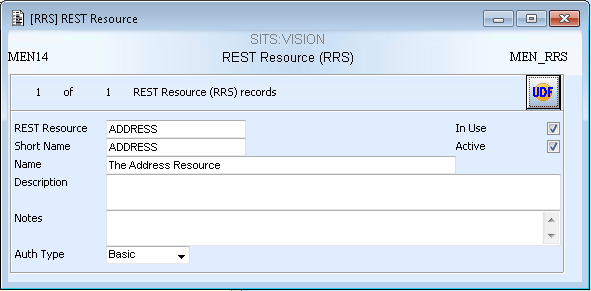 [RRS] REST Resource
SITS:VISION
MEN14 REST Resource (RRS) MEN_RRS
1 of 1 REST Resource (RRS) records UDF
REST Resource ADDRESS In Use
Short Name ADDRESS Active
Name The Address Resource
Description
Notes
Auth Type Basic